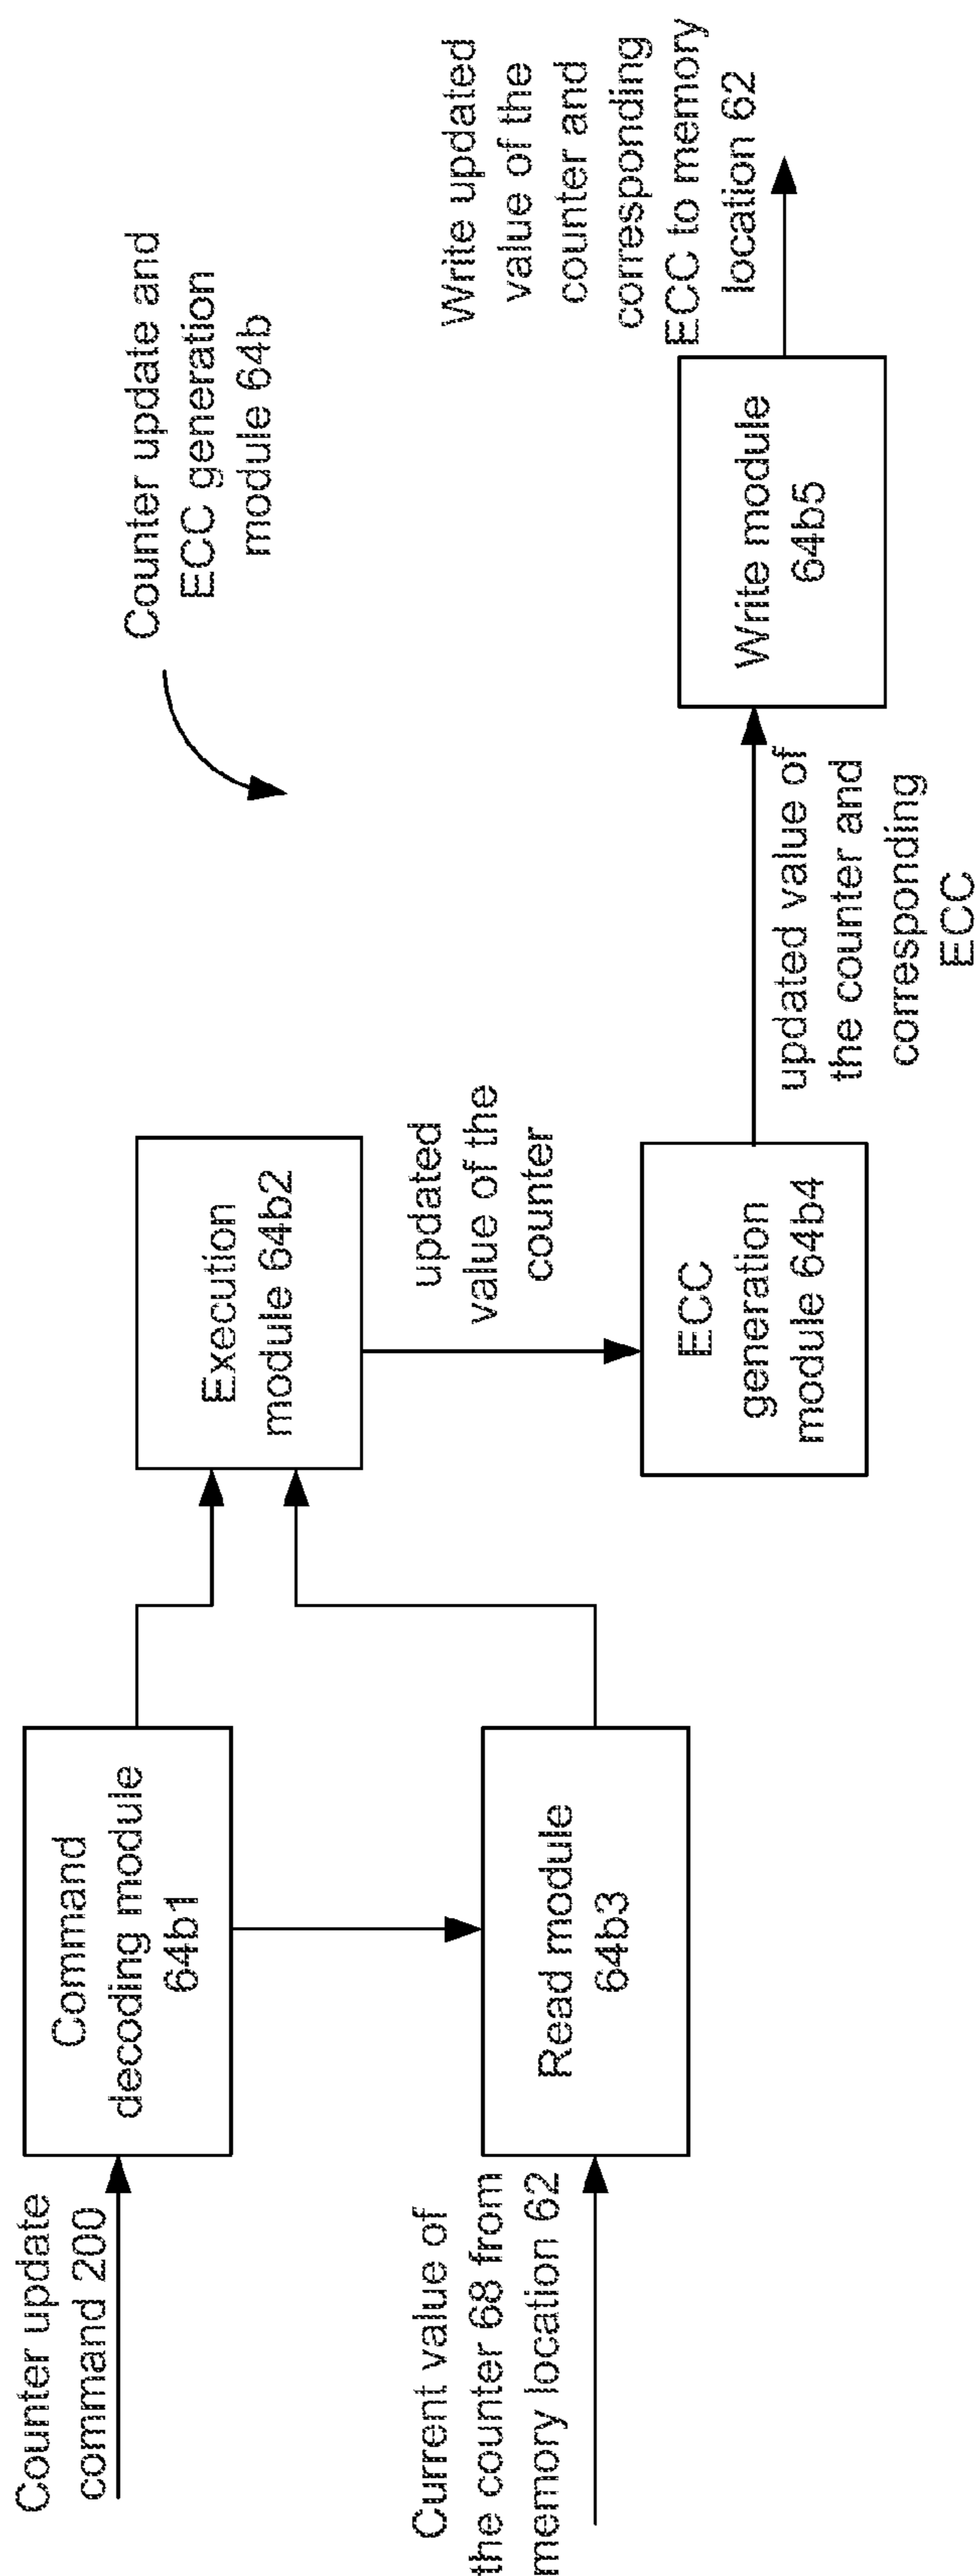 Counter update
command 200
Command
decoding module
64b1
Current value of
the counter 68 from
memory location 62
Read module
64b3
Execution
module 64b2
updated
value of the
counter
ECC
generation
module 64b4
updated value of
the counter and
corresponding
ECC
Write module
64b5
Write updated
value of the
counter and
corresponding
ECC to memory
location 62
Counter update and
ECC generation
module 64b